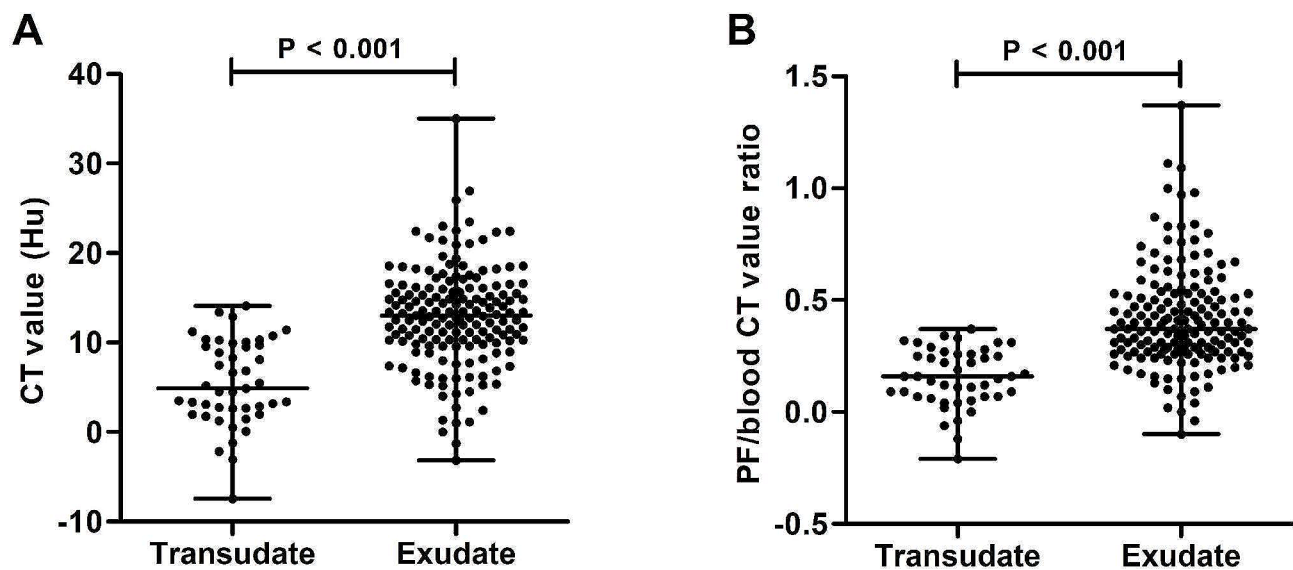 A
P < 0.001
CT value (Hu)
40
30
20
10
0
-10
Transudate
Exudate
B
P < 0.001
PF/blood CT value ratio
1.5
1.0
0.5
0.0
-0.5
Transudate
Exudate